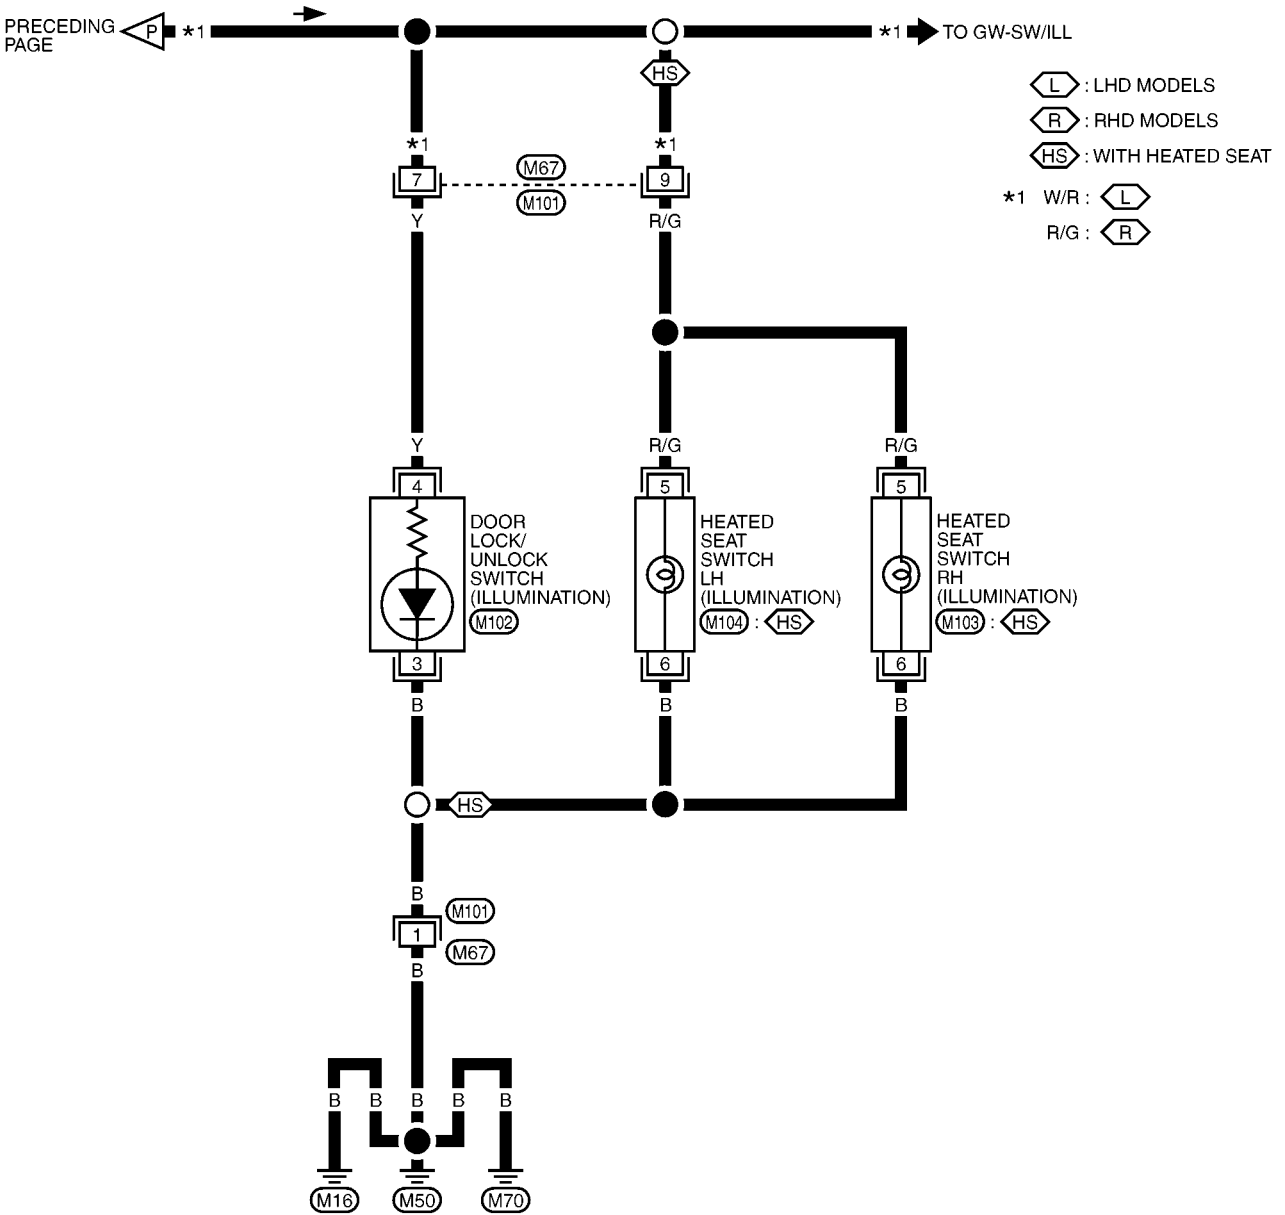 PRECEDING
PAGE
P
★1
★1
TO GW-SW/ILL
HS
L : LHD MODELS
R : RHD MODELS
HS : WITH HEATED SEAT
★1 W/R : L
R/G : R
★1
★1
7
M67
M101
9
Y
R/G
Y
R/G
R/G
4
5
5
DOOR
LOCK/
UNLOCK
SWITCH
(ILLUMINATION)
M102
HEATED
SEAT
SWITCH
LH
(ILLUMINATION)
M104 : HS
HEATED
SEAT
SWITCH
RH
(ILLUMINATION)
M103 : HS
3
6
6
B
B
B
HS
B
M101
1
M67
B
B
B
B
B
B
M16
M50
M70